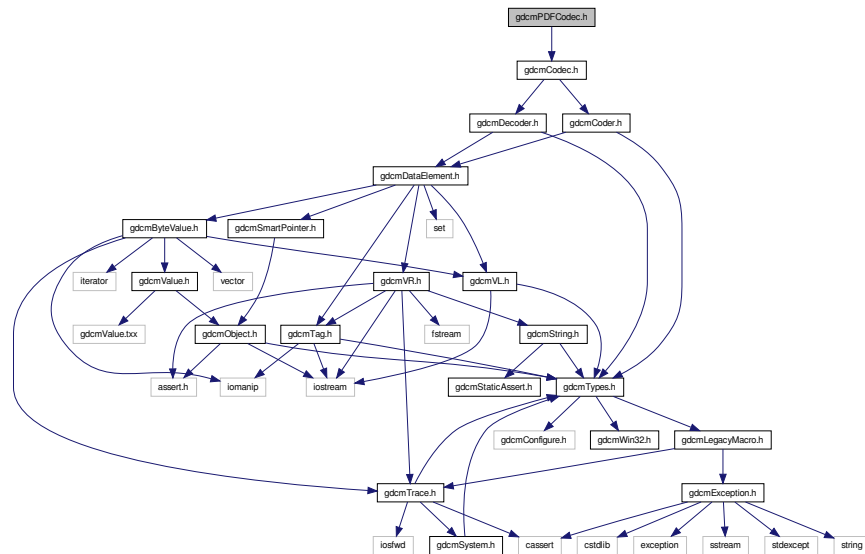 gdcmPDFCodec.h
gdcmCodec.h
gdcmDecoder.h
gdcmCoder.h
gdcmDataElement.h
gdcmByteValue.h
gdcmSmartPointer.h
set
iterator
gdcmValue.h
vector
gdcmVR.h
gdcmVL.h
gdcmValue.txx
gdcmObject.h
gdcmTag.h
fstream
gdcmString.h
assert.h
iomanip
iostream
gdcmStaticAssert.h
gdcmTypes.h
gdcmConfigure.h
gdcmWin32.h
gdcmLegacyMacro.h
gdcmTrace.h
gdcmException.h
iosfwd
gdcmSystem.h
cassert
cstdlib
exception
sstream
stdexcept
string